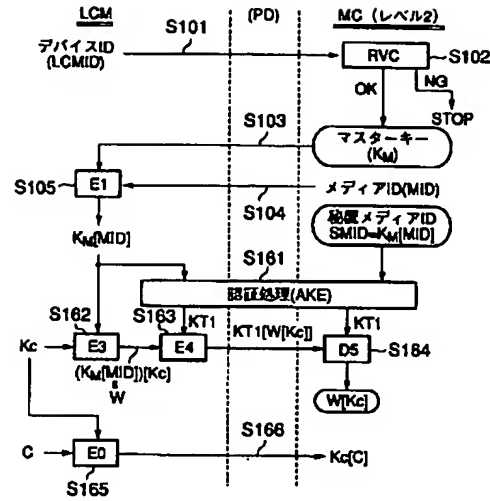 LCM (PD) MC (レベル2)
デバイスID
(LCMID)
S101
RVC
S102
OK
NG
STOP
S103
マスターキー
(KM)
S105
E1
S104
メディアID(MID)
KM[MID]
秘匿メディアID
SMID=KM[MID]
S161
認証処理(AKE)
S162
S163
KT1
KT1
Kc
E3
E4
KT1[W[Kc]]
D5
S164
(KM[MID])[Kc]
W
W[Kc]
C
E0
S166
Kc[C]
S165